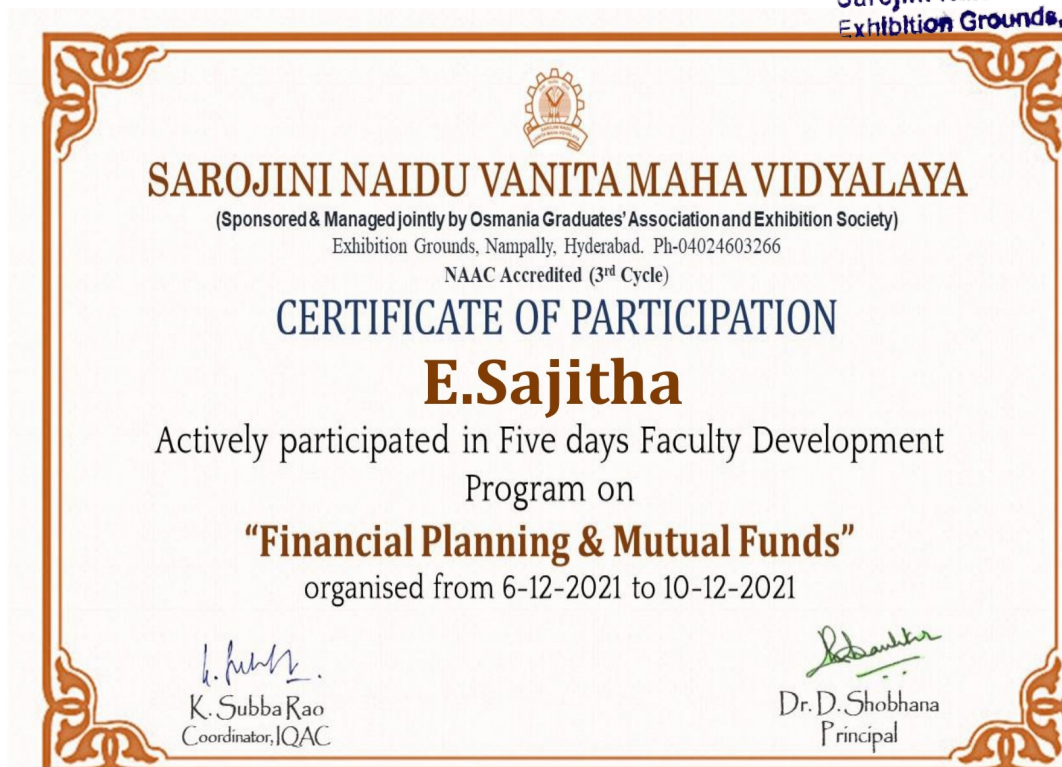 Exhibition Grounds,
SAROJINI NAIDU VANITA MAHA VIDYALAYA
(Sponsored & Managed jointly by Osmania Graduates' Association and Exhibition Society)
Exhibition Grounds, Nampally, Hyderabad. Ph-04024603266
NAAC Accredited (3rd Cycle)
CERTIFICATE OF PARTICIPATION
E.Sajitha
Actively participated in Five days Faculty Development
Program on
“Financial Planning & Mutual Funds”
organised from 6-12-2021 to 10-12-2021
K. Subba Rao
Coordinator, IQAC
Dr. D. Shobhana
Principal